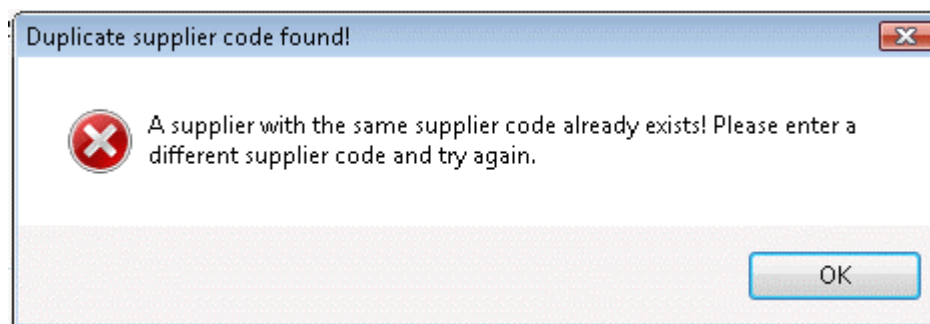 Duplicate supplier code found!
A supplier with the same supplier code already exists! Please enter a
different supplier code and try again.
OK